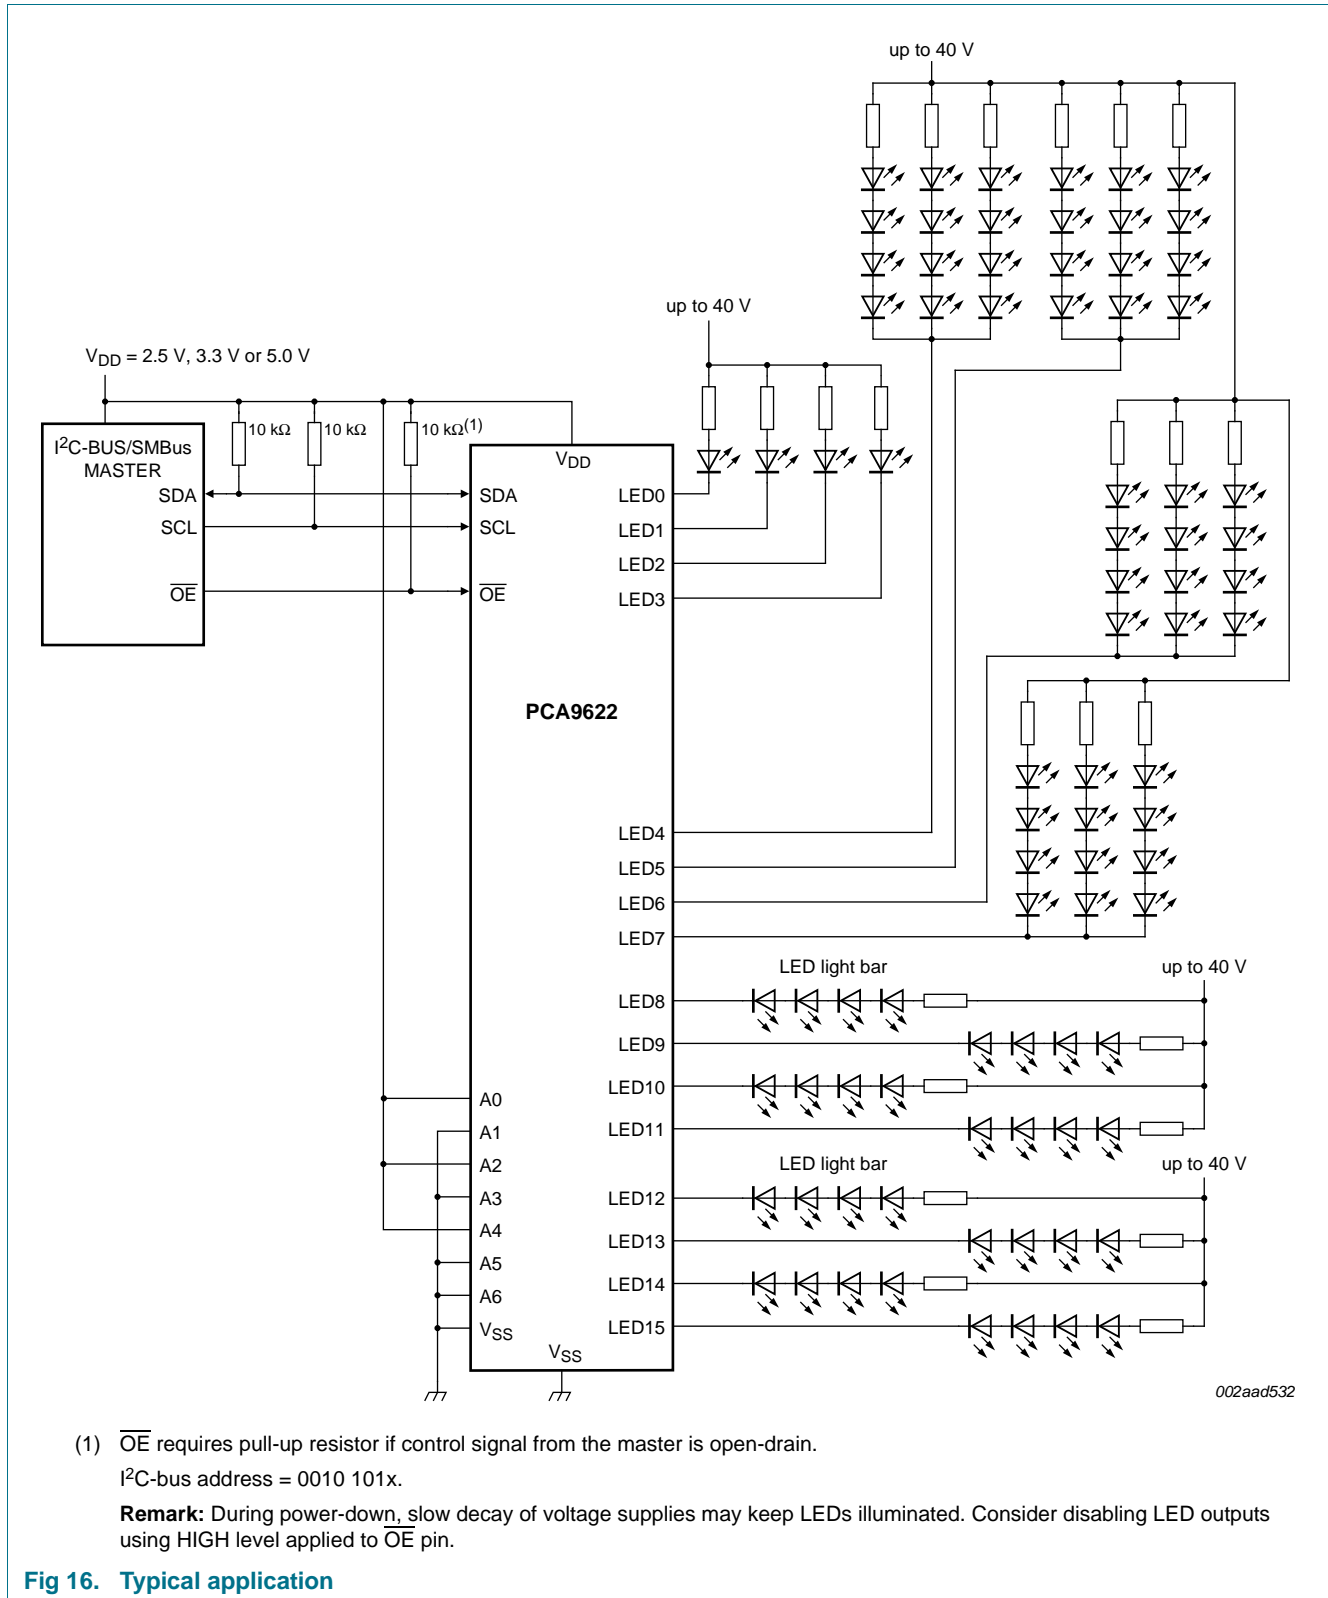 up to 40 V
up to 40 V
V_DD = 2.5 V, 3.3 V or 5.0 V
10 kΩ
10 kΩ
10 kΩ(1)
I²C-BUS/SMBus
MASTER
SDA
SCL
OE
V_DD
SDA
SCL
OE
LED0
LED1
LED2
LED3
PCA9622
LED4
LED5
LED6
LED7
LED light bar
up to 40 V
LED8
LED9
LED10
LED11
LED light bar
up to 40 V
LED12
LED13
LED14
LED15
A0
A1
A2
A3
A4
A5
A6
V_SS
V_SS
002aad532
(1) OE requires pull-up resistor if control signal from the master is open-drain.
I²C-bus address = 0010 101x.
Remark: During power-down, slow decay of voltage supplies may keep LEDs illuminated. Consider disabling LED outputs
using HIGH level applied to OE pin.
Fig 16. Typical application